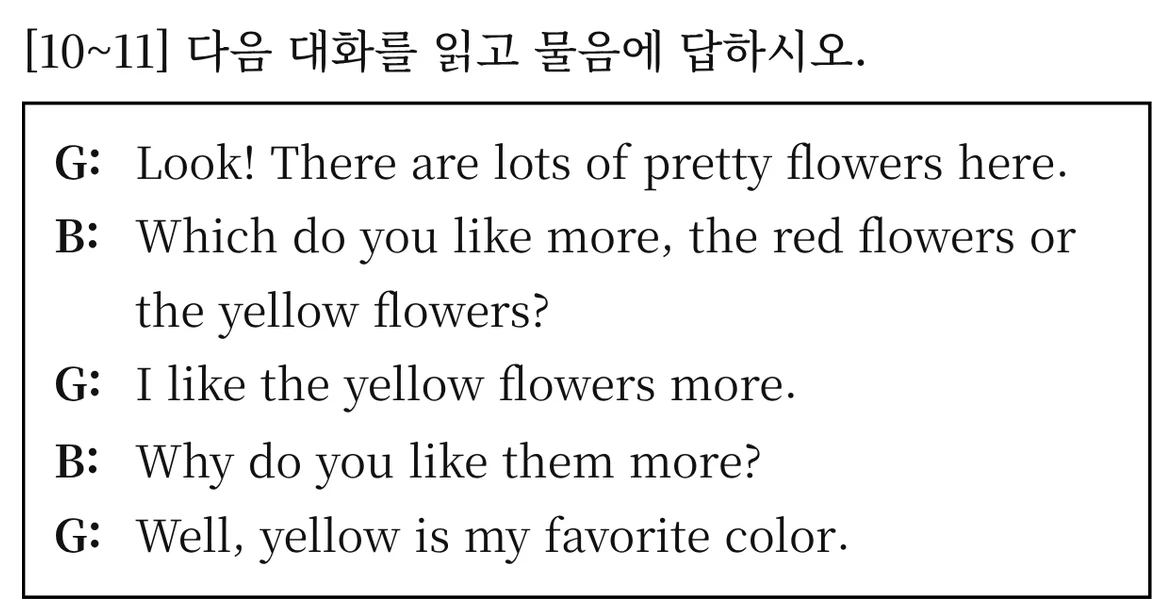 [10~11] 다음 대화를 읽고 물음에 답하시오.
G: Look! There are lots of pretty flowers here.
B: Which do you like more, the red flowers or
the yellow flowers?
G: I like the yellow flowers more.
B: Why do you like them more?
G: Well, yellow is my favorite color.